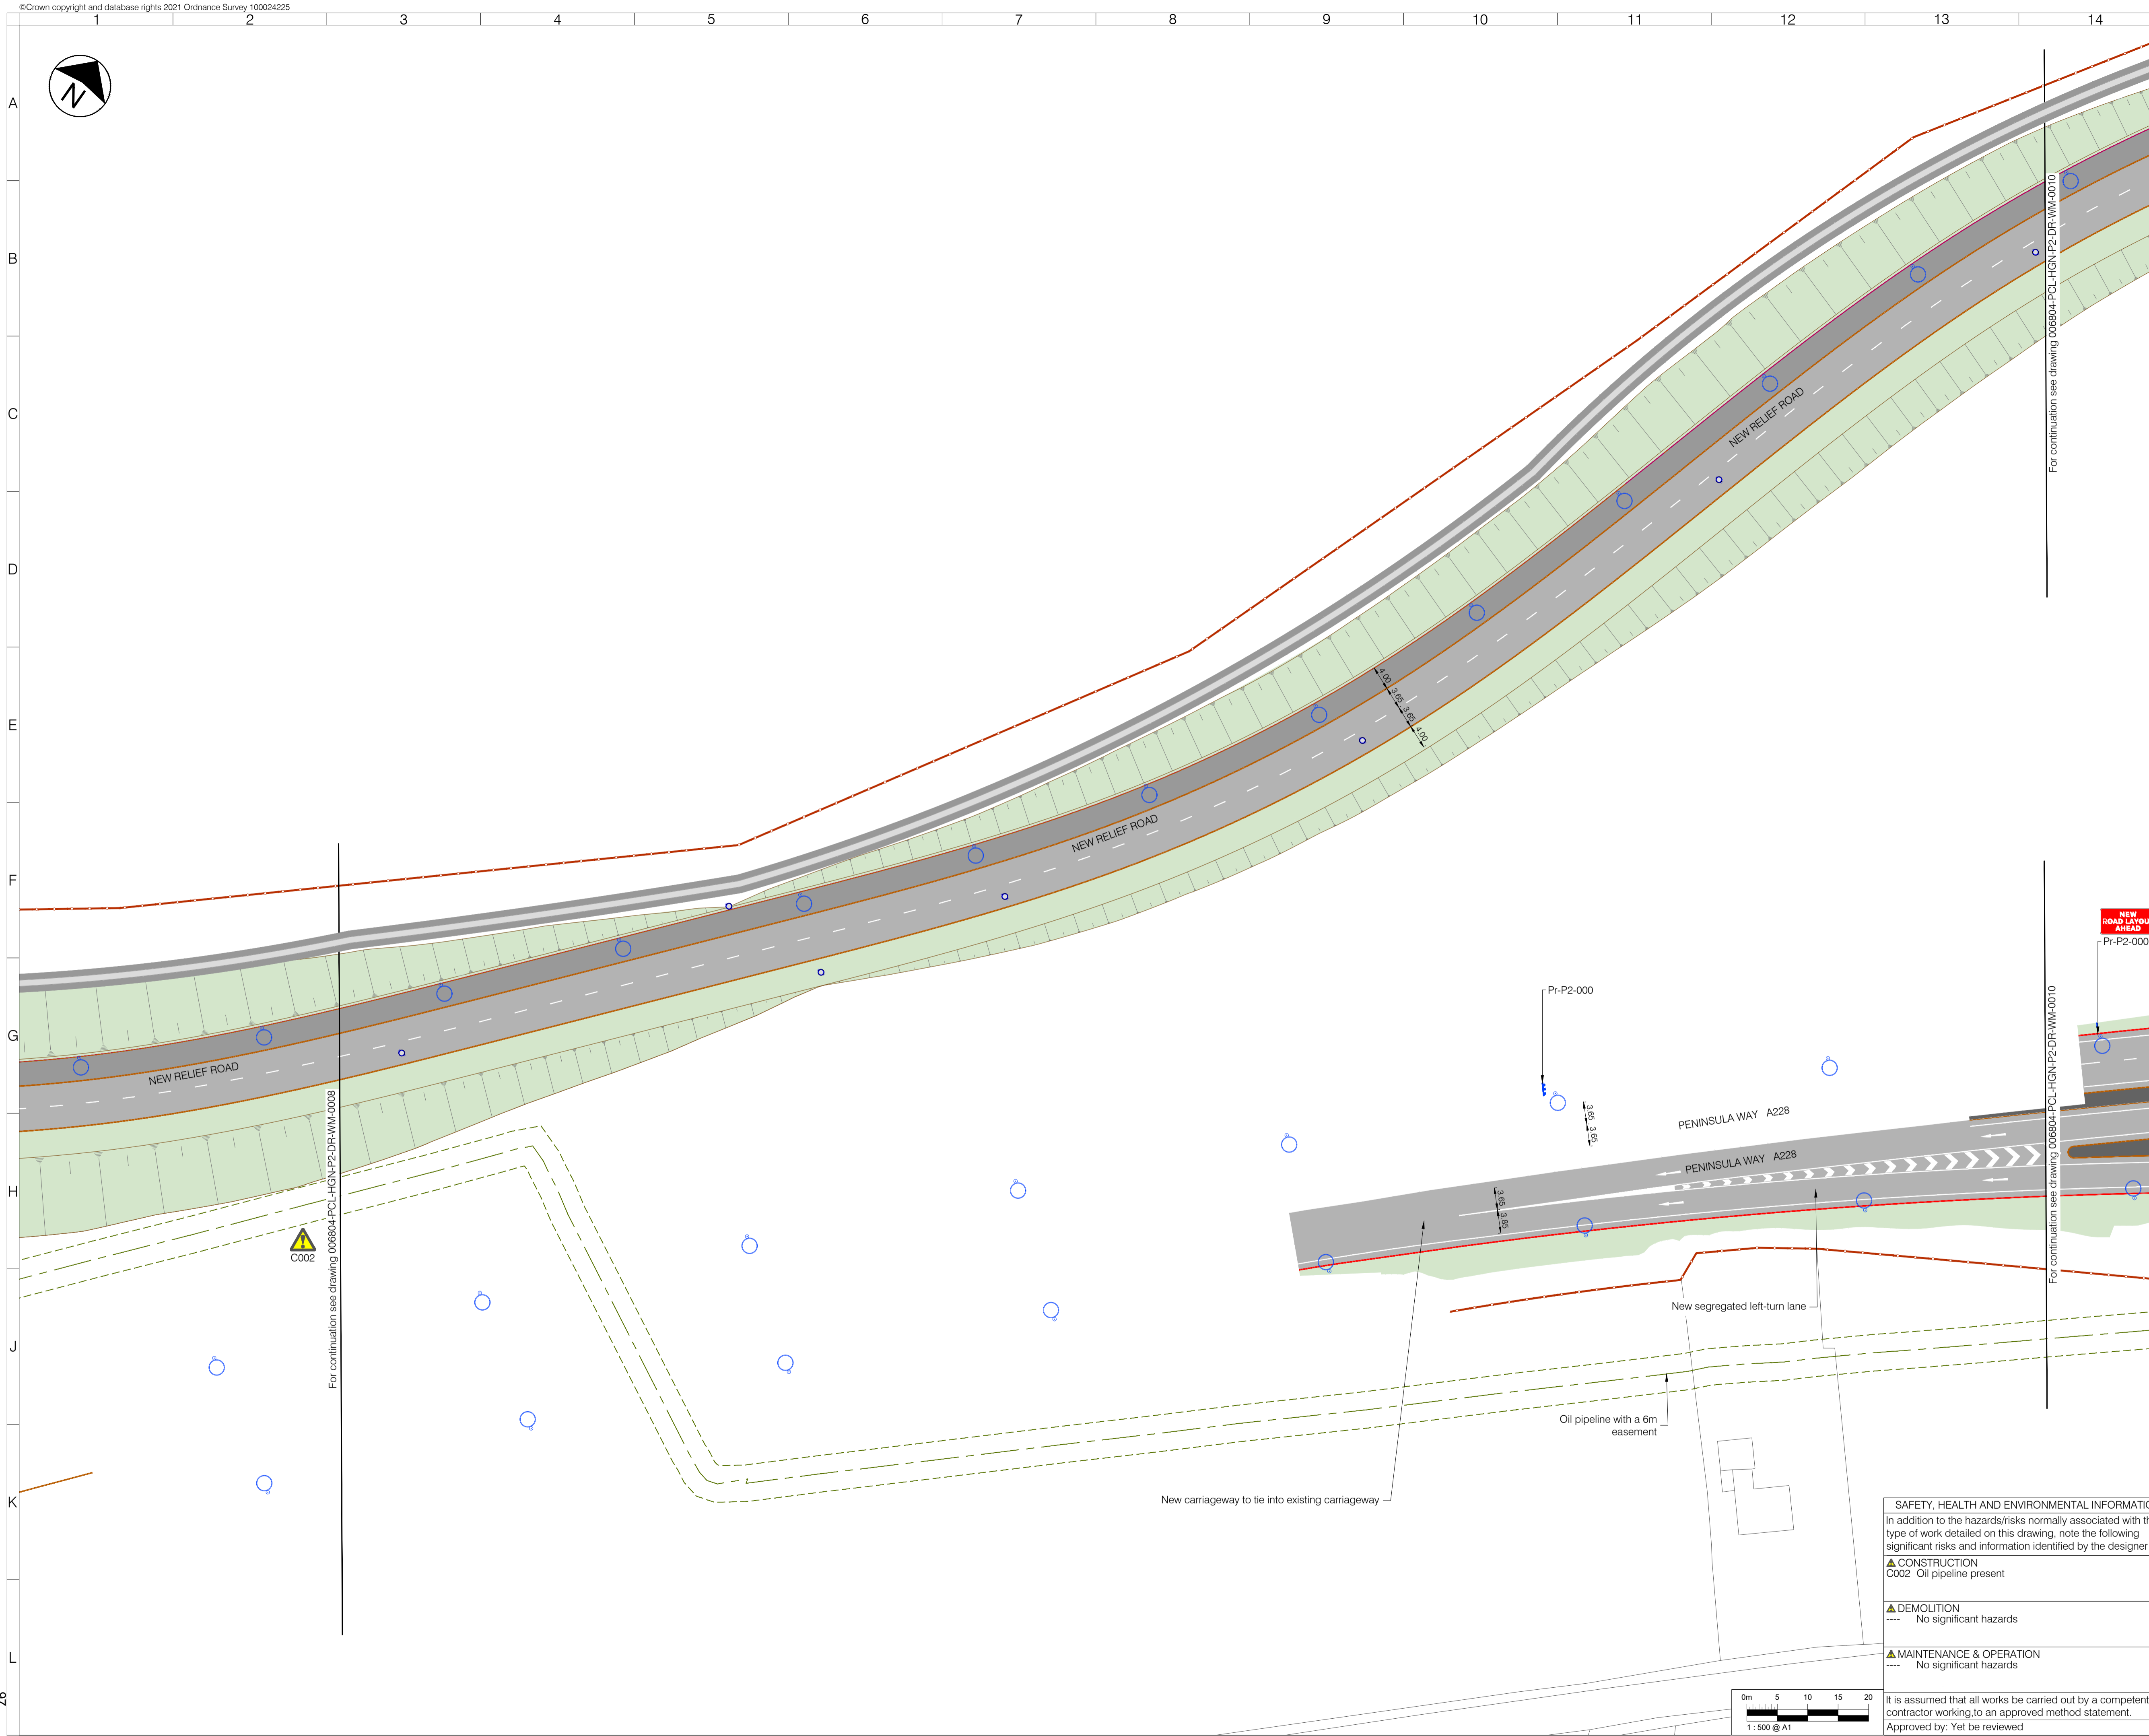 ©Crown copyright and database rights 2021 Ordnance Survey 100024225
1 2 3 4 5 6 7 8 9 10 11 12 13 14
A
B
C
D
E
F
G
H
J
K
L
N
For continuation see drawing 006804-PCL-HGN-P2-DR-WM-0010
NEW RELIEF ROAD
4.00 3.65 3.65 4.00
NEW RELIEF ROAD
NEW
ROAD LAYOU
AHEAD
Pr-P2-000
Pr-P2-000
NEW RELIEF ROAD
For continuation see drawing 006804-PCL-HGN-P2-DR-WM-0008
For continuation see drawing 006804-PCL-HGN-P2-DR-WM-0010
3.65 3.65
PENINSULA WAY A228
PENINSULA WAY A228
3.65 3.85
C002
New segregated left-turn lane
Oil pipeline with a 6m
easement
New carriageway to tie into existing carriageway
SAFETY, HEALTH AND ENVIRONMENTAL INFORMATIO
In addition to the hazards/risks normally associated with th
type of work detailed on this drawing, note the following
significant risks and information identified by the designer
CONSTRUCTION
C002 Oil pipeline present
DEMOLITION
---- No significant hazards
MAINTENANCE & OPERATION
---- No significant hazards
It is assumed that all works be carried out by a competent
contractor working,to an approved method statement.
Approved by: Yet be reviewed
0m 5 10 15 20
1 : 500 @ A1